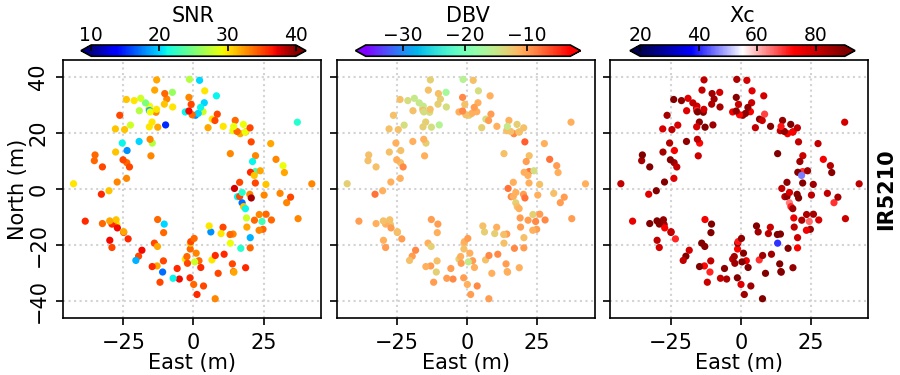 SNR DBV Xc
10 20 30 40 −30 −20 −10 20 40 60 80
40
20
North (m)
0
−20
−40
IR5210
−25 0 25 −25 0 25 −25 0 25
East (m) East (m) East (m)